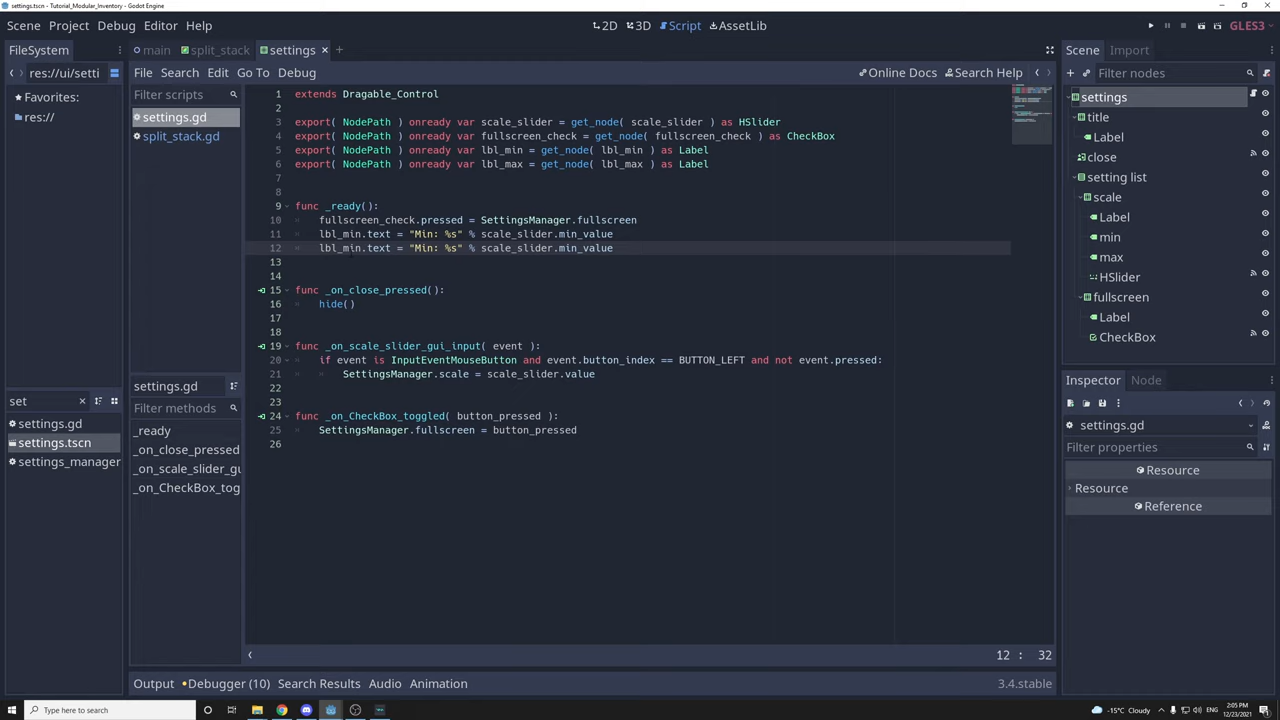 settings.tscn - Tutorial_Modular_Inventory - Godot Engine
Scene Project Debug Editor Help
2D 3D Script AssetLib
GLES3
FileSystem
res://ui/setti
Favorites:
res://
set
settings.gd
settings.tscn
settings_manager
main split_stack settings
File Search Edit Go To Debug
Online Docs Search Help
Filter scripts
settings.gd
split_stack.gd
settings.gd
Filter methods
_ready
_on_close_pressed
_on_scale_slider_gu
_on_CheckBox_tog
1 extends Dragable_Control
2
3 export( NodePath ) onready var scale_slider = get_node( scale_slider ) as HSlider
4 export( NodePath ) onready var fullscreen_check = get_node( fullscreen_check ) as CheckBox
5 export( NodePath ) onready var lbl_min = get_node( lbl_min ) as Label
6 export( NodePath ) onready var lbl_max = get_node( lbl_max ) as Label
7
8
9 func _ready():
10 fullscreen_check.pressed = SettingsManager.fullscreen
11 lbl_min.text = "Min: %s" % scale_slider.min_value
12 lbl_min.text = "Min: %s" % scale_slider.min_value
13
14
15 func _on_close_pressed():
16 hide()
17
18
19 func _on_scale_slider_gui_input( event ):
20 if event is InputEventMouseButton and event.button_index == BUTTON_LEFT and not event.pressed:
21 SettingsManager.scale = scale_slider.value
22
23
24 func _on_CheckBox_toggled( button_pressed ):
25 SettingsManager.fullscreen = button_pressed
26
12 : 32
Output Debugger (10) Search Results Audio Animation
3.4.stable
Scene Import
Filter nodes
settings
title
Label
close
setting list
scale
Label
min
max
HSlider
fullscreen
Label
CheckBox
Inspector Node
settings.gd
Filter properties
Resource
Resource
Reference
Type here to search
-15°C Cloudy
ENG
2:05 PM
12/23/2021